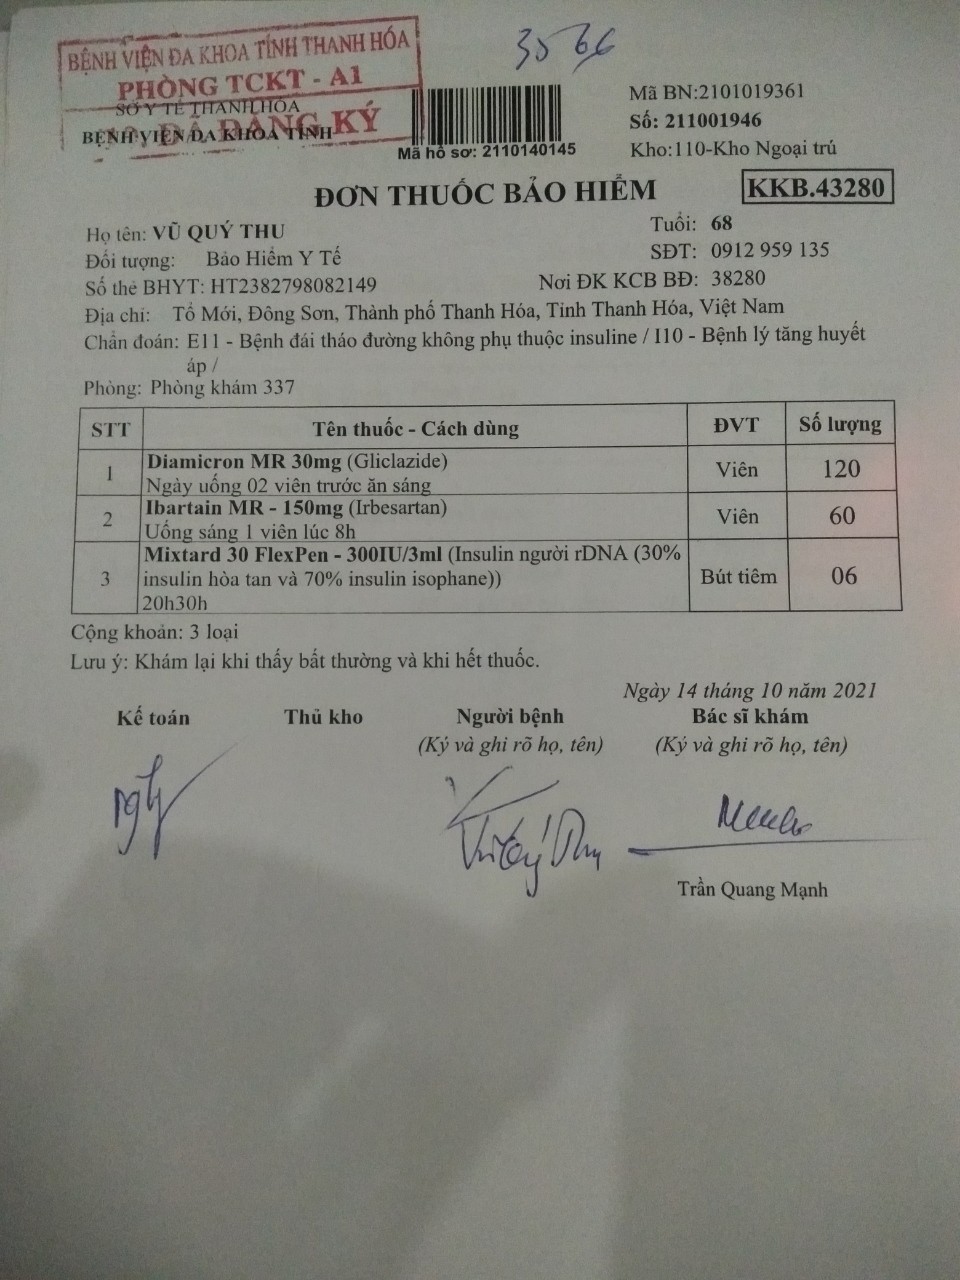 BỆNH VIỆN ĐA KHOA TỈNH THANH HÓA
PHÒNG TCKT - A1
ĐÃ ĐĂNG KÝ
SỞ Y TẾ THANH HÓA
BỆNH VIỆN ĐA KHOA TỈNH
3566
Mã hồ sơ: 2110140145
Mã BN:2101019361
Số: 211001946
Kho:110-Kho Ngoại trú
ĐƠN THUỐC BẢO HIỂM
KKB.43280
Họ tên: VŨ QUÝ THU
Tuổi: 68
Đối tượng: Bảo Hiểm Y Tế
SĐT: 0912 959 135
Số thẻ BHYT: HT2382798082149
Nơi ĐK KCB BĐ: 38280
Địa chỉ: Tổ Mới, Đông Sơn, Thành phố Thanh Hóa, Tỉnh Thanh Hóa, Việt Nam
Chẩn đoán: E11 - Bệnh đái tháo đường không phụ thuộc insuline / I10 - Bệnh lý tăng huyết
áp /
Phòng: Phòng khám 337
STT Tên thuốc - Cách dùng ĐVT Số lượng
1 Diamicron MR 30mg (Gliclazide) Viên 120
Ngày uống 02 viên trước ăn sáng
2 Ibartain MR - 150mg (Irbesartan) Viên 60
Uống sáng 1 viên lúc 8h
3 Mixtard 30 FlexPen - 300IU/3ml (Insulin người rDNA (30%
insulin hòa tan và 70% insulin isophane)) Bút tiêm 06
20h30h
Cộng khoản: 3 loại
Lưu ý: Khám lại khi thấy bất thường và khi hết thuốc.
Ngày 14 tháng 10 năm 2021
Kế toán Thủ kho Người bệnh Bác sĩ khám
(Ký và ghi rõ họ, tên) (Ký và ghi rõ họ, tên)
Trần Quang Mạnh